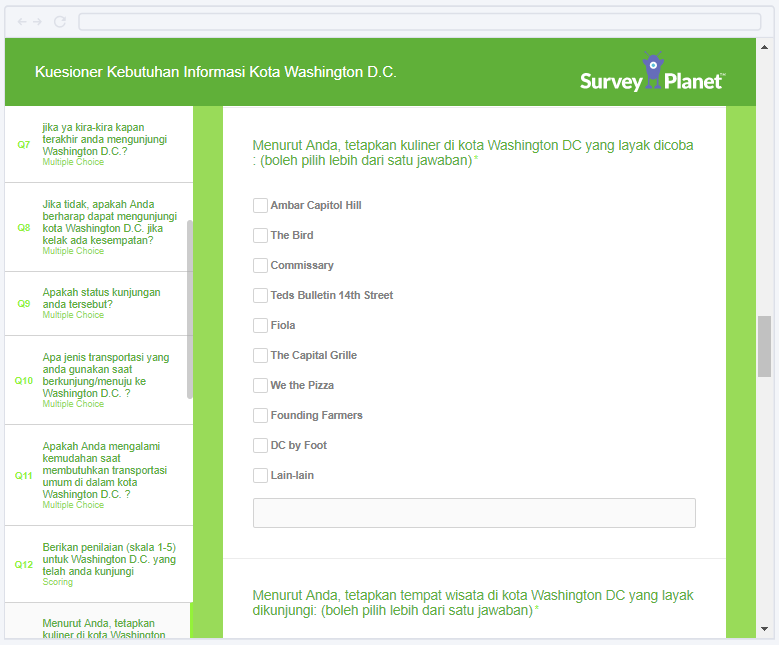 Kuesioner Kebutuhan Informasi Kota Washington D.C.
Survey Planet
Q7
jika ya kira-kira kapan
terakhir anda mengunjungi
Washington D.C.?
Multiple Choice
Q8
Jika tidak, apakah Anda
berharap dapat mengunjungi
kota Washington D.C. jika
kelak ada kesempatan?
Multiple Choice
Q9
Apakah status kunjungan
anda tersebut?
Multiple Choice
Q10
Apa jenis transportasi yang
anda gunakan saat
berkunjung/menuju ke
Washington D.C. ?
Multiple Choice
Q11
Apakah Anda mengalami
kemudahan saat
membutuhkan transportasi
umum di dalam kota
Washington D.C. ?
Multiple Choice
Q12
Berikan penilaian (skala 1-5)
untuk Washington D.C. yang
telah anda kunjungi
Scoring
Menurut Anda, tetapkan
kuliner di kota Washington
Menurut Anda, tetapkan kuliner di kota Washington DC yang layak dicoba
: (boleh pilih lebih dari satu jawaban)*
Ambar Capitol Hill
The Bird
Commissary
Teds Bulletin 14th Street
Fiola
The Capital Grille
We the Pizza
Founding Farmers
DC by Foot
Lain-lain
Menurut Anda, tetapkan tempat wisata di kota Washington DC yang layak
dikunjungi: (boleh pilih lebih dari satu jawaban)*